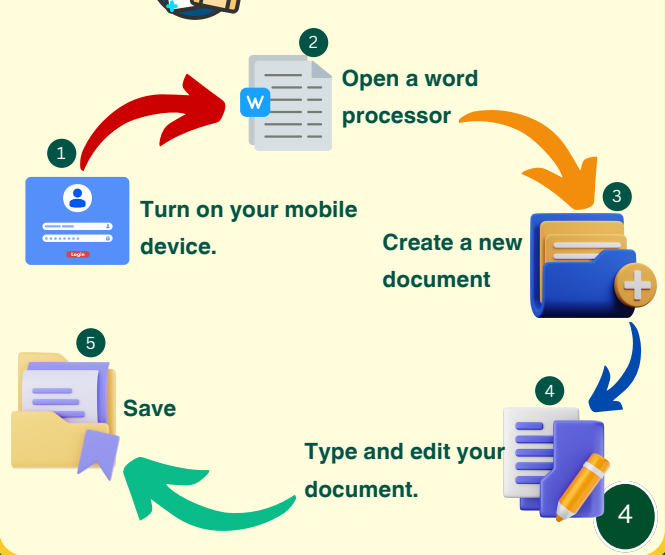 2
Open a word
processor
W
1
Login
Turn on your mobile
device.
3
Create a new
document
5
Save
4
Type and edit your
document.
4